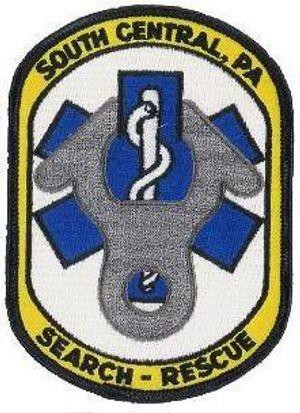 SOUTH CENTRAL, PA
SEARCH - RESCUE